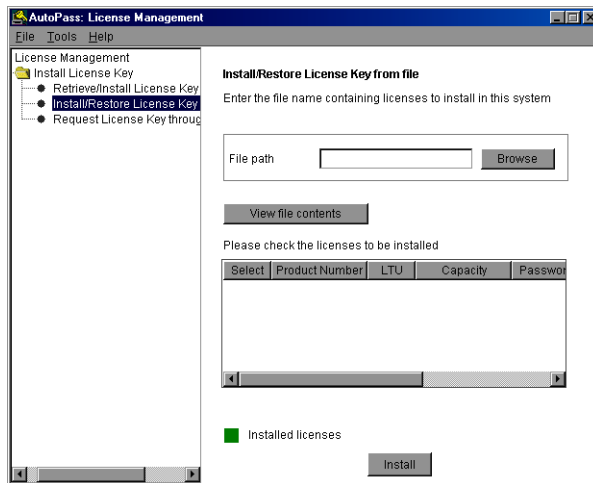 AutoPass: License Management
File Tools Help
License Management
Install License Key
Retrieve/Install License Key
Install/Restore License Key
Request License Key throug
Install/Restore License Key from file
Enter the file name containing licenses to install in this system
File path
Browse
View file contents
Please check the licenses to be installed
Select Product Number LTU Capacity Passwor
Installed licenses
Install